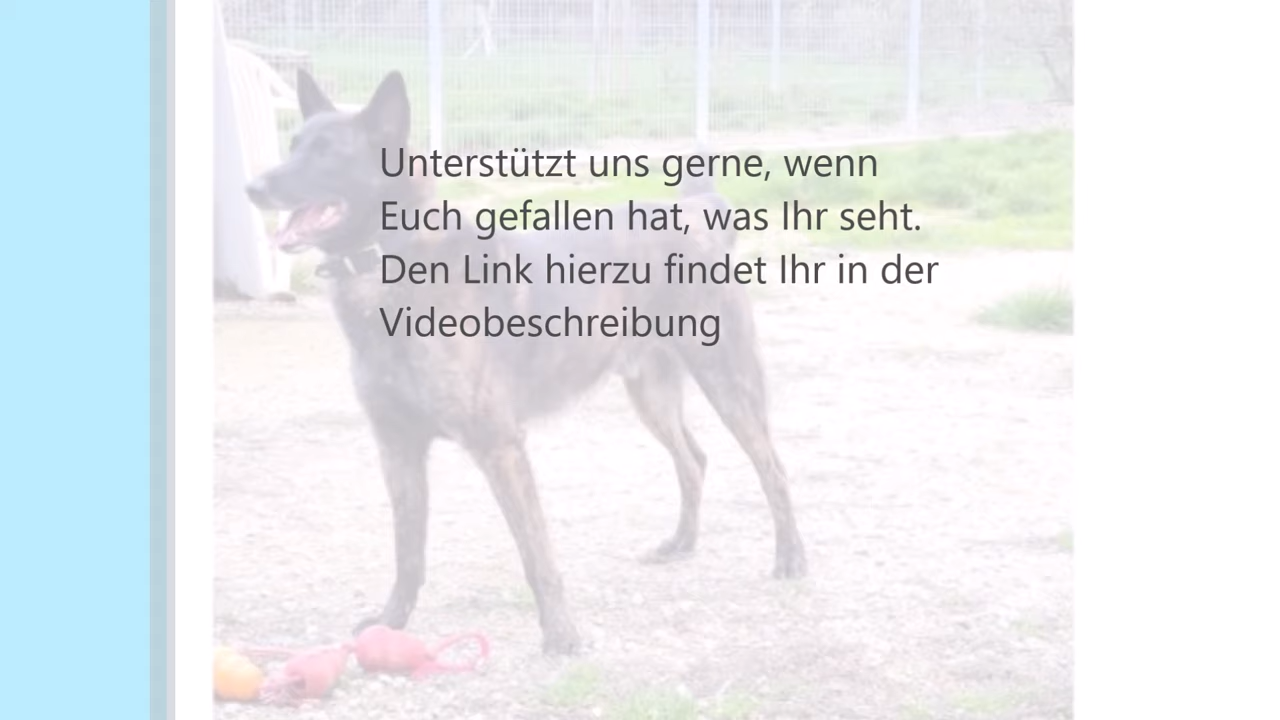 Unterstützt uns gerne, wenn
Euch gefallen hat, was Ihr seht.
Den Link hierzu findet Ihr in der
Videobeschreibung